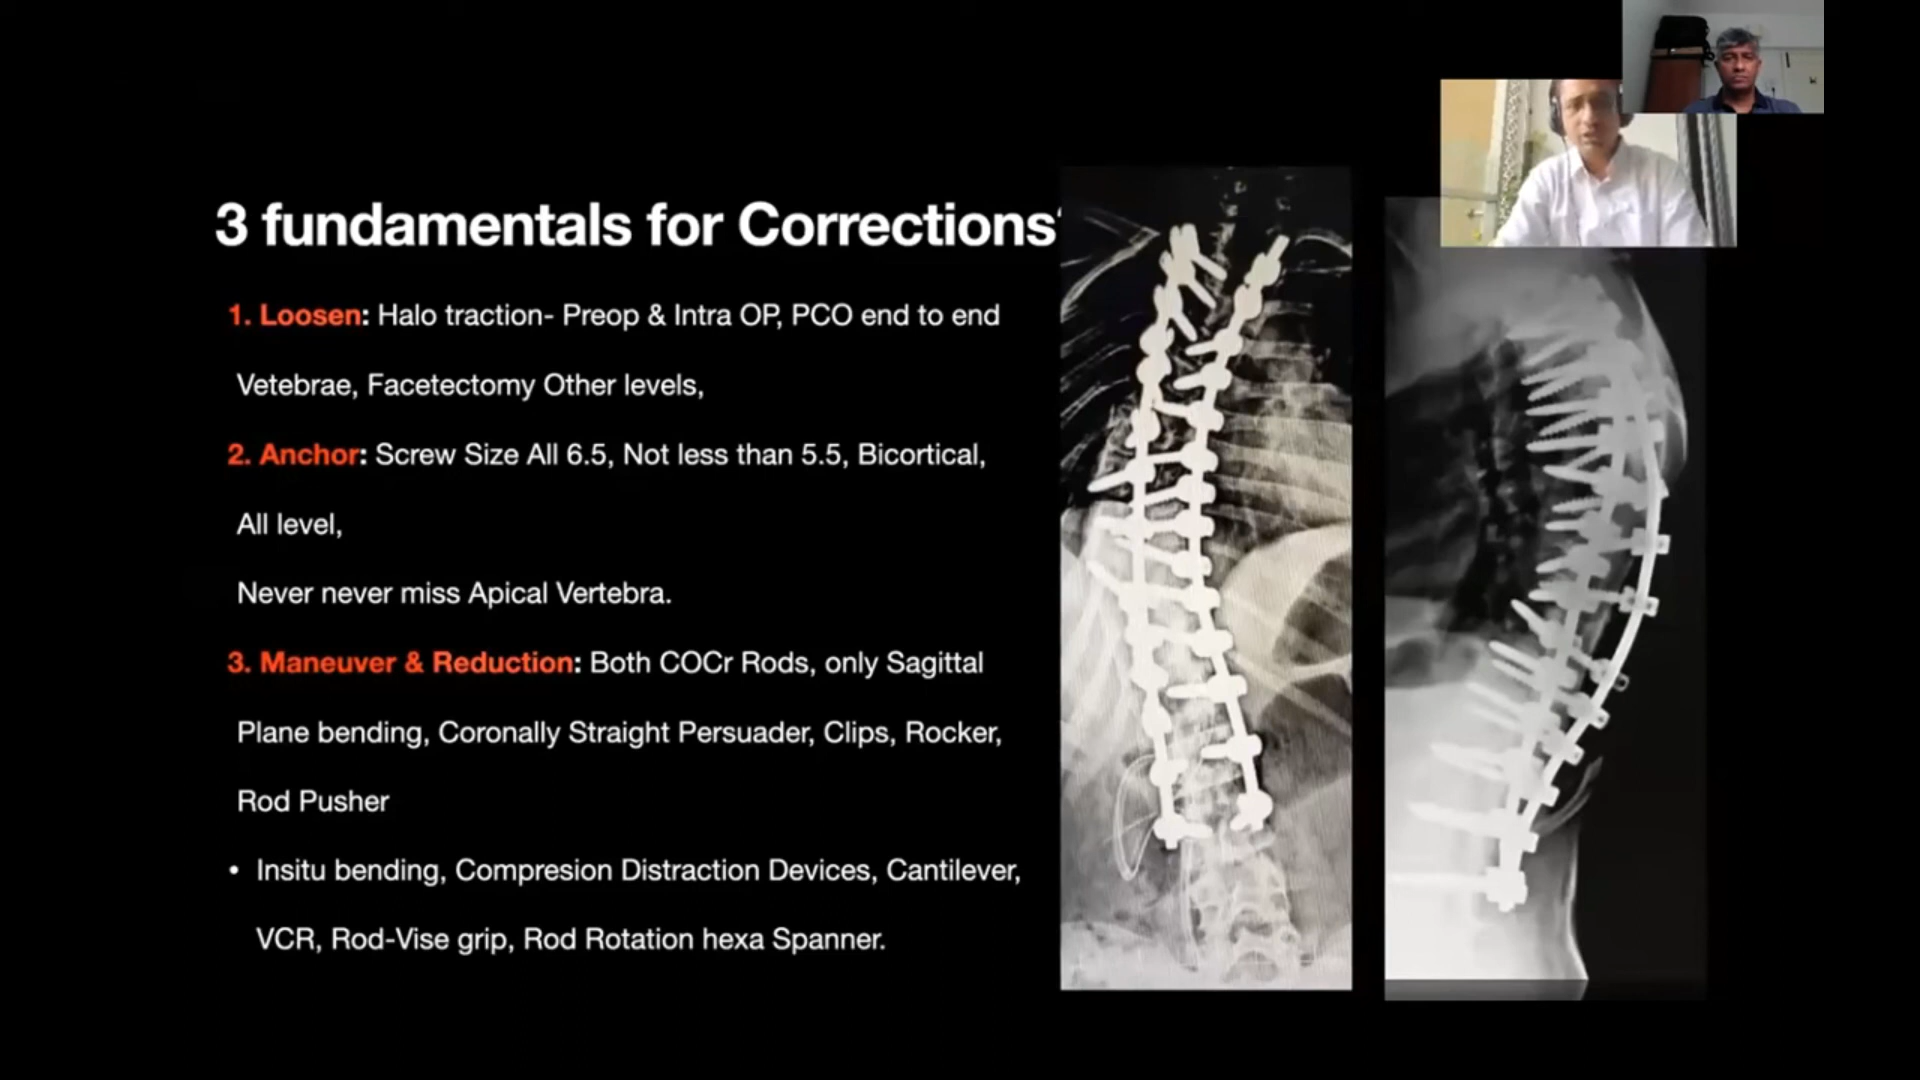 3 fundamentals for Corrections
1. Loosen: Halo traction- Preop & Intra OP, PCO end to end
Vetebrae, Facetectomy Other levels,
2. Anchor: Screw Size All 6.5, Not less than 5.5, Bicortical,
All level,
Never never miss Apical Vertebra.
3. Maneuver & Reduction: Both COCr Rods, only Sagittal
Plane bending, Coronally Straight Persuader, Clips, Rocker,
Rod Pusher
• Insitu bending, Compresion Distraction Devices, Cantilever,
VCR, Rod-Vise grip, Rod Rotation hexa Spanner.